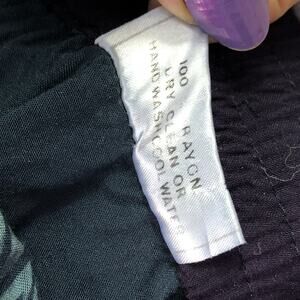 100 RAYON
DRY CLEAN OR
HAND WASH COOL WATER